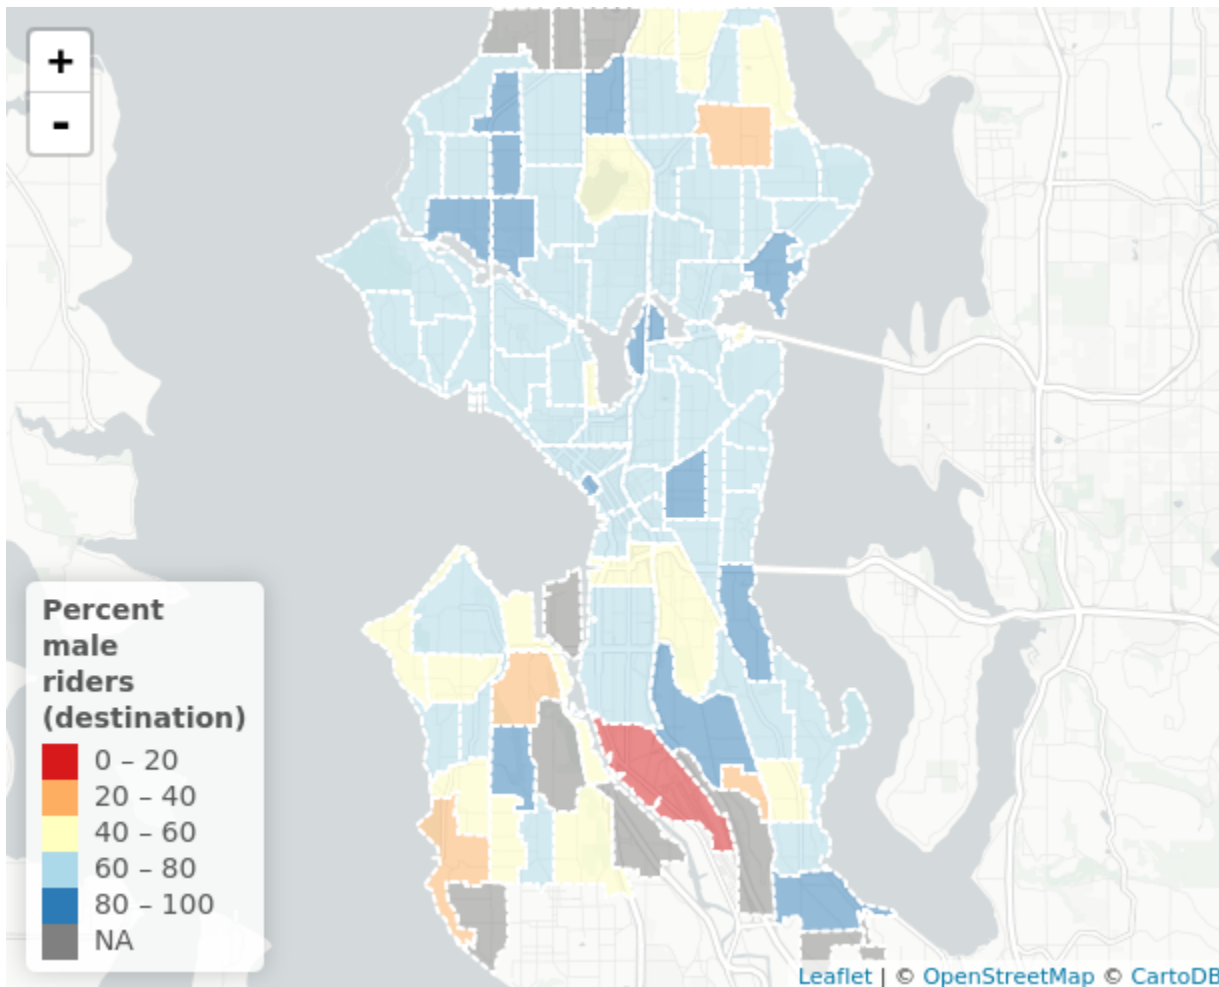 +
-
Percent
male
riders
(destination)
0 – 20
20 – 40
40 – 60
60 – 80
80 – 100
NA
Leaflet | © OpenStreetMap © CartoDB